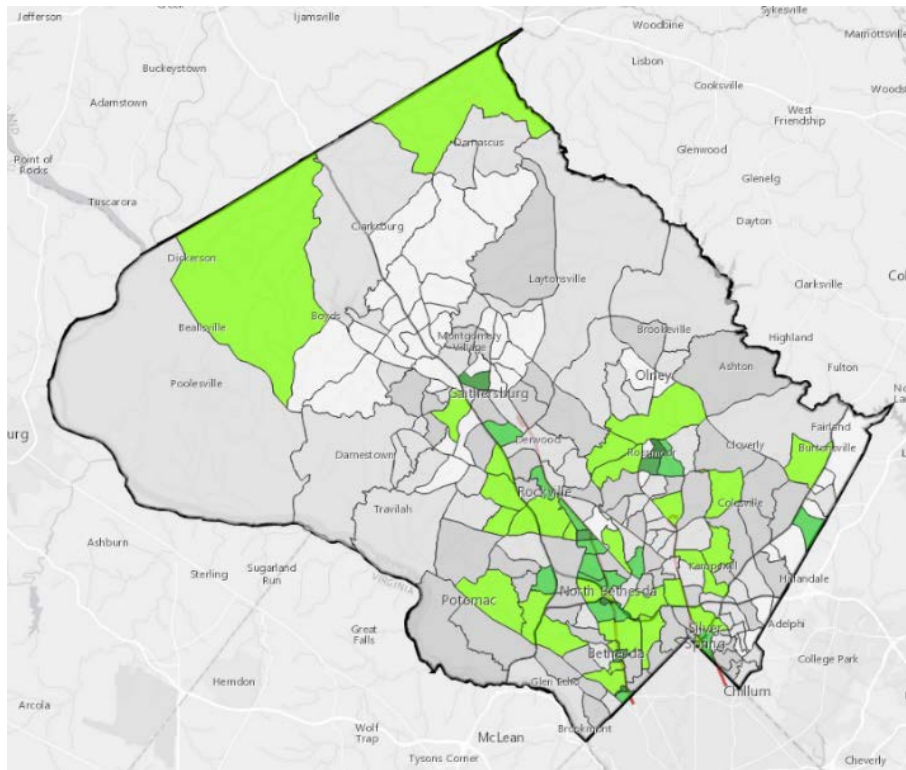 Jefferson
Ijamsville
Sykesville
Woodbine
Marriottsville
Buckeystown
Lisbon
Cooksville
Adamstown
West
Friendship
Damascus
Glenwood
Point of
Rocks
Glenelg
Tuscarora
Dayton
Clarksburg
Dickerson
Laytonsville
Clarksville
Beallsville
Boyds
Montgomery
Village
Brookeville
Highland
Poolesville
Olney
Ashton
Fulton
Gaithersburg
Fairland
urg
Darnestown
Derwood
Rossmoor
Cloverly
Burtonsville
Rockville
Colesville
Travilah
Ashburn
Sterling
Sugarland
Run
VIRGINIA
Kemp Mill
Hillandale
Potomac
North Bethesda
Adelphi
Great
Falls
Silver
Spring
Bethesda
College Park
Herndon
Glen Echo
Chillum
Arcola
Wolf
Trap
McLean
Brookmont
Tysons Corner
Cheverly